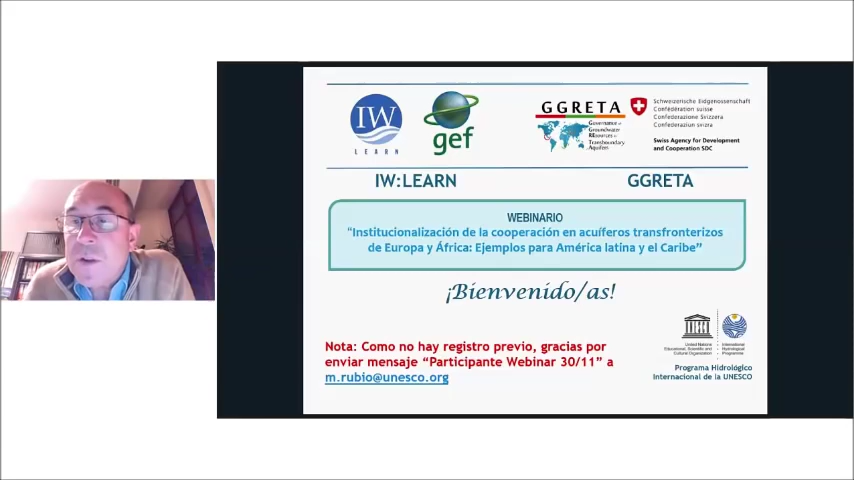 IW
LEARN
gef
GGRETA
Governance of
Groundwater
REsources in
Transboundary
Aquifers
Schweizerische Eidgenossenschaft
Confédération suisse
Confederazione Svizzera
Confederaziun svizra
Swiss Agency for Development
and Cooperation SDC
IW:LEARN
GGRETA
WEBINARIO
“Institucionalización de la cooperación en acuíferos transfronterizos
de Europa y África: Ejemplos para América latina y el Caribe”
¡Bienvenido/as!
Nota: Como no hay registro previo, gracias por
enviar mensaje “Participante Webinar 30/11” a
m.rubio@unesco.org
United Nations
Educational, Scientific and
Cultural Organization
International
Hydrological
Programme
Programa Hidrológico
Internacional de la UNESCO